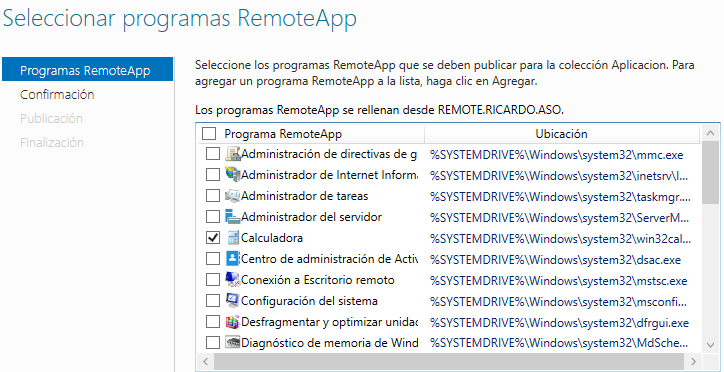 Seleccionar programas RemoteApp
Programas RemoteApp
Confirmación
Publicación
Finalización
Seleccione los programas RemoteApp que se deben publicar para la colección Aplicacion. Para
agregar un programa RemoteApp a la lista, haga clic en Agregar.
Los programas RemoteApp se rellenan desde REMOTE.RICARDO.ASO.
Programa RemoteApp Ubicación
Administración de directivas de g %SYSTEMDRIVE%\Windows\system32\mmc.exe
Administrador de Internet Informa %SYSTEMDRIVE%\Windows\system32\inetsrv\I...
Administrador de tareas %SYSTEMDRIVE%\Windows\system32\taskmgr....
Administrador del servidor %SYSTEMDRIVE%\Windows\system32\ServerM...
Calculadora %SYSTEMDRIVE%\Windows\system32\win32cal...
Centro de administración de Activ %SYSTEMDRIVE%\Windows\system32\dsac.exe
Conexión a Escritorio remoto %SYSTEMDRIVE%\Windows\system32\mstsc.exe
Configuración del sistema %SYSTEMDRIVE%\Windows\system32\msconfi...
Desfragmentar y optimizar unidad %SYSTEMDRIVE%\Windows\system32\dfrgui.exe
Diagnóstico de memoria de Wind %SYSTEMDRIVE%\Windows\system32\MdSche...